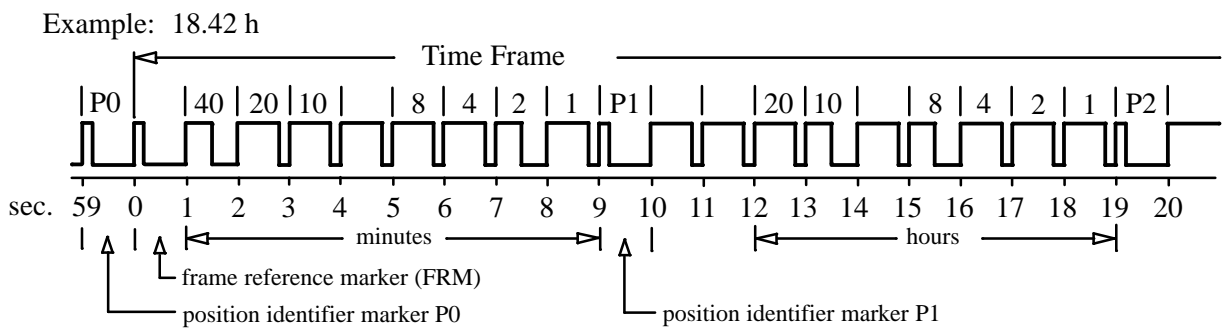 Example: 18.42 h
Time Frame
P0 40 20 10 8 4 2 1 P1 20 10 8 4 2 1 P2
sec. 59 0 1 2 3 4 5 6 7 8 9 10 11 12 13 14 15 16 17 18 19 20
minutes hours
frame reference marker (FRM)
position identifier marker P0 position identifier marker P1